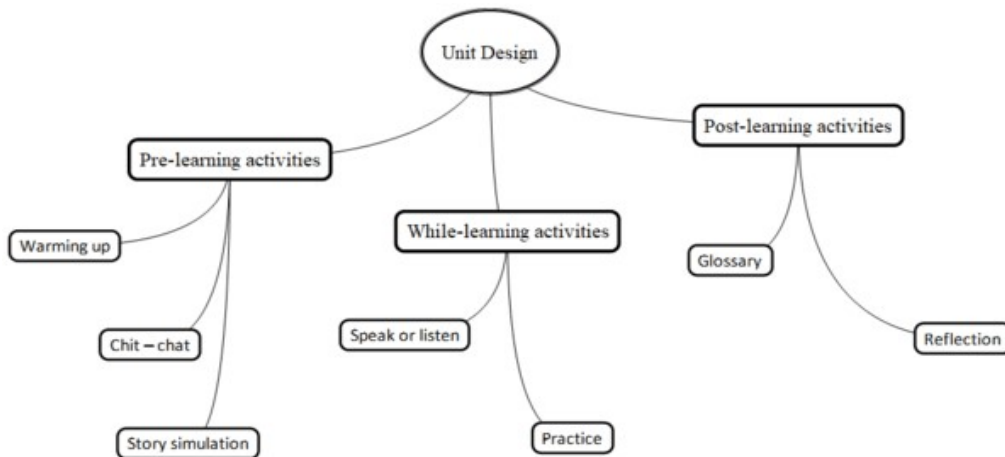 Unit Design
Pre-learning activities
Warming up
Chit – chat
Story simulation
While-learning activities
Speak or listen
Practice
Post-learning activities
Glossary
Reflection